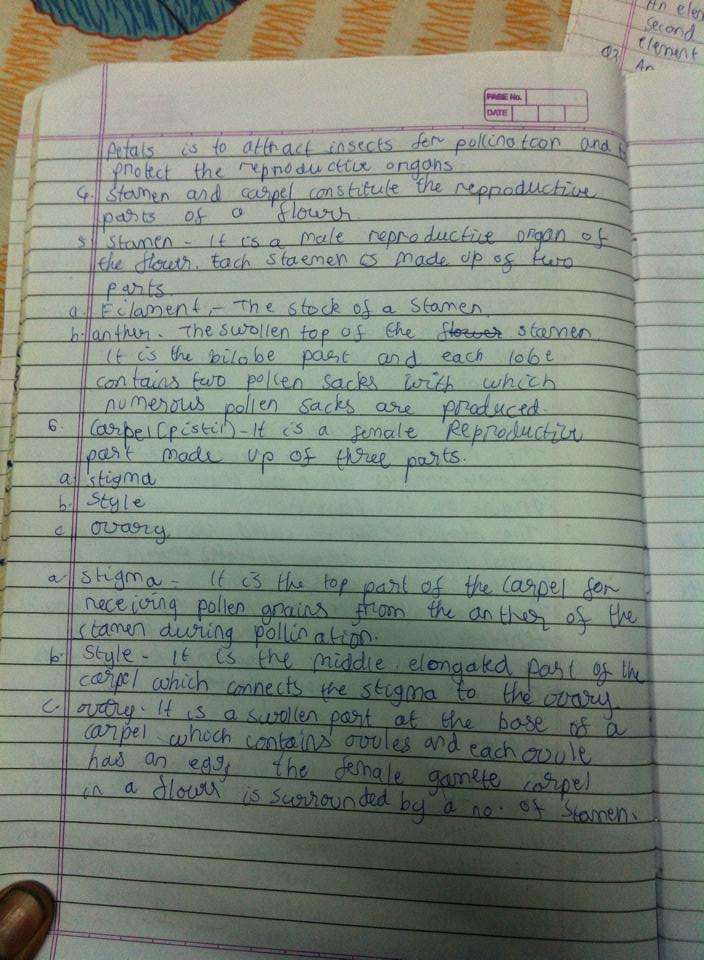 An elem
second
element
Q2
An
PAGE No.
DATE
Petals is to attract insects for pollination and t
protect the reproductive organs
4. Stamen and carpel constitute the repproductive
parts of a flowr
5 Stamen - It is a male reproductive organ of
the flowr. Each staemen is made up of two
parts.
a. Filament - The stock of a stamen.
b. anther. The swollen top of the flower stamen.
It is the bilobe part and each lobe
contains two pollen sacks with which
numerous pollen sacks are produced.
6. Carpel (pistil) - It is a female Reproductive
part made up of three parts.
a stigma
b. Style
c ovary
a stigma - It is the top part of the carpel for
receiving pollen grains from the anther of the
stamen during pollination.
b. Style - It is the middle elongated part of the
carpel which connects the stigma to the ovary
c. ovary. It is a swollen part at the base of a
carpel which contains ovules and each ovule
has an egg, the female gamete carpel
in a flowr is surrounded by a no. of stamen.